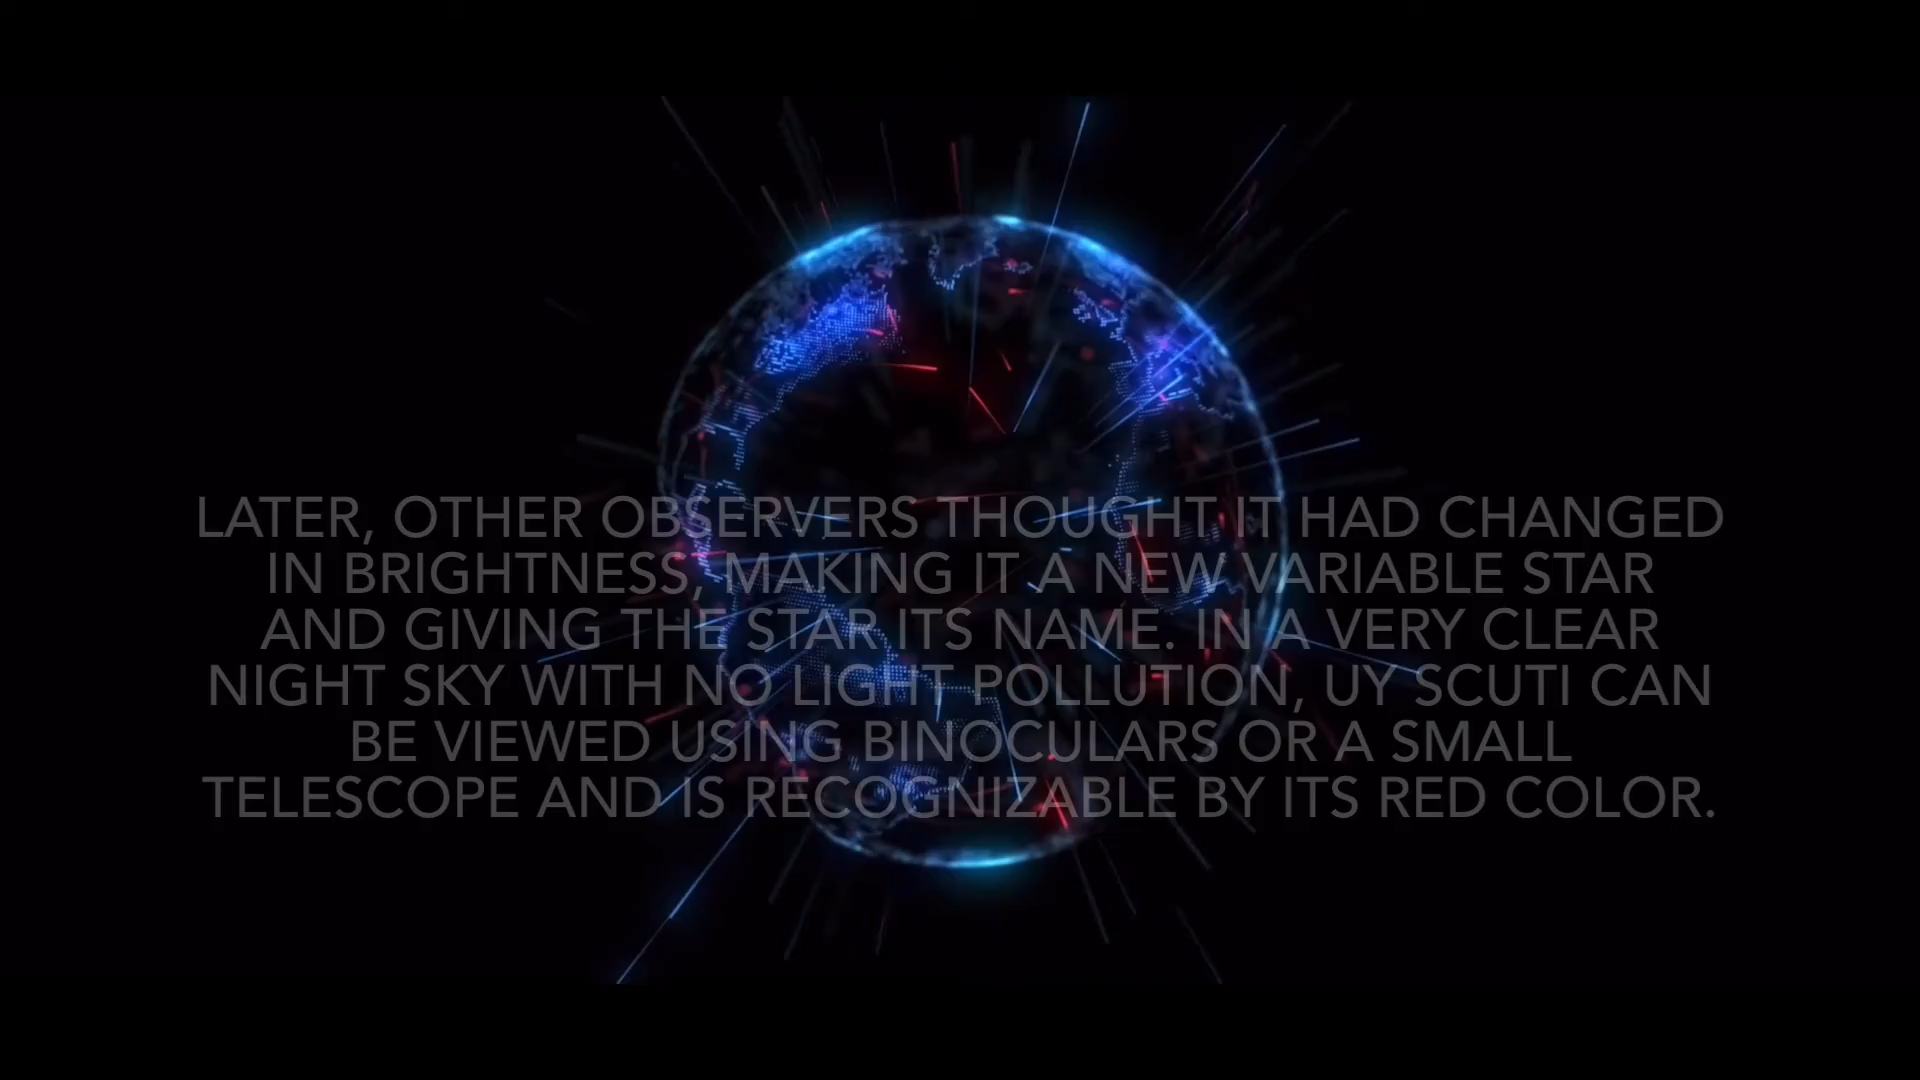 LATER, OTHER OBSERVERS THOUGHT IT HAD CHANGED
IN BRIGHTNESS, MAKING IT A NEW VARIABLE STAR
AND GIVING THE STAR ITS NAME. IN A VERY CLEAR
NIGHT SKY WITH NO LIGHT POLLUTION, UY SCUTI CAN
BE VIEWED USING BINOCULARS OR A SMALL
TELESCOPE AND IS RECOGNIZABLE BY ITS RED COLOR.